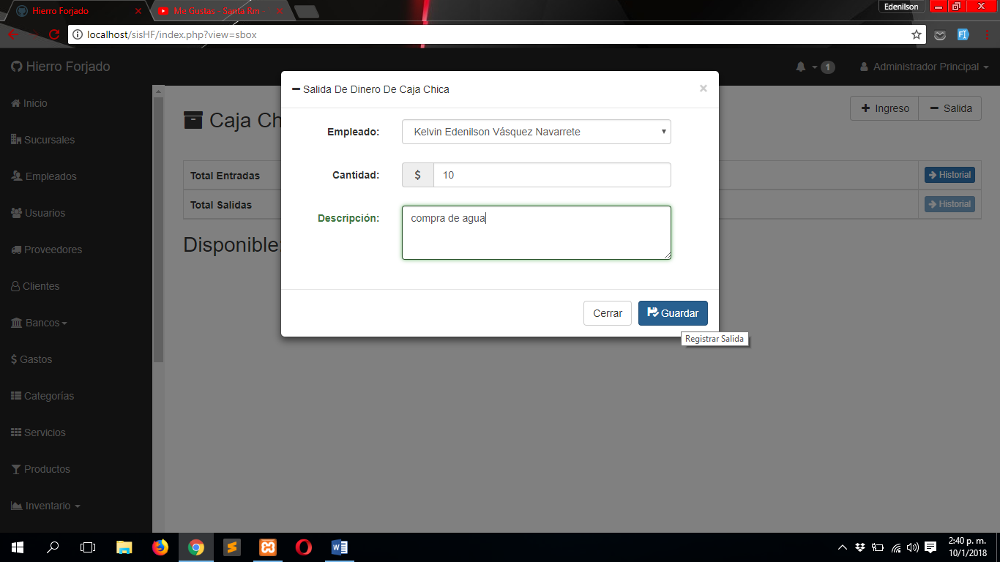 Hierro Forjado
Me Gustas - Santa Rm -
Edenilson
localhost/sisHF/index.php?view=sbox
Hierro Forjado
1
Administrador Principal
Inicio
Sucursales
Empleados
Usuarios
Proveedores
Clientes
Bancos
$ Gastos
Categorías
Servicios
Productos
Inventario
Caja Ch
Ingreso
Salida
Total Entradas
Historial
Total Salidas
Historial
Disponible:
Salida De Dinero De Caja Chica
×
Empleado:
Kelvin Edenilson Vásquez Navarrete
Cantidad:
$ 10
Descripción:
compra de agua
Cerrar
Guardar
Registrar Salida
2:40 p. m.
10/1/2018